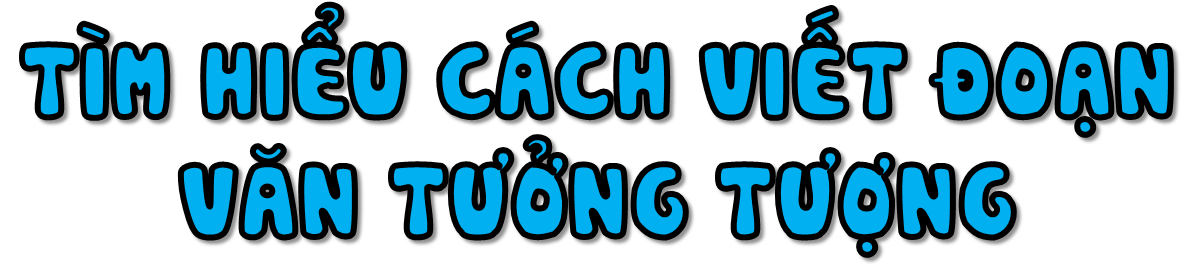 TÌM HIỂU CÁCH VIẾT ĐOẠN
VĂN TƯỞNG TƯỢNG